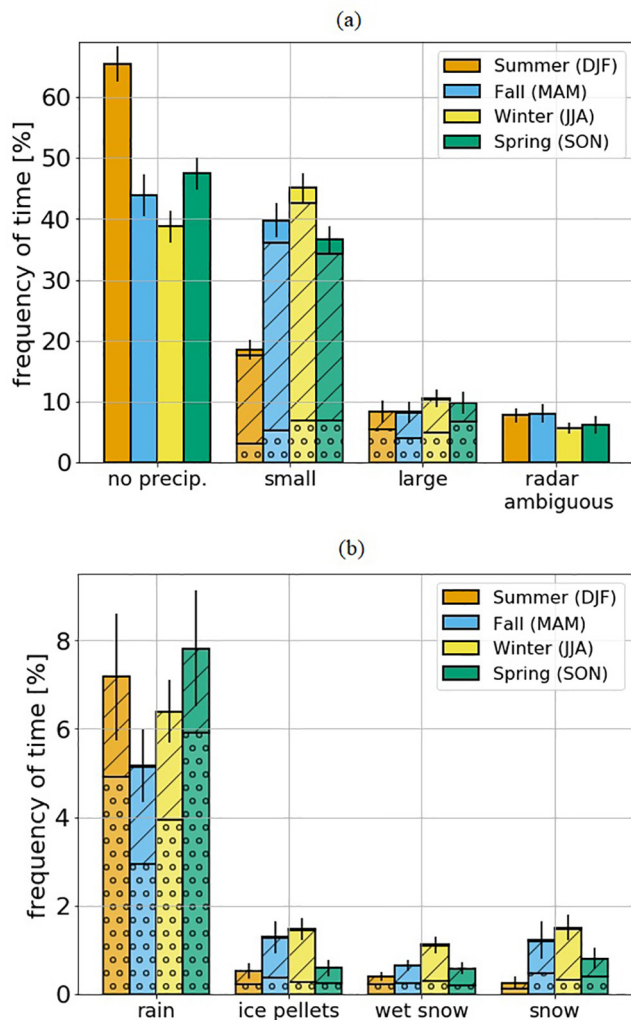 (a)
frequency of time [%]
60
50
40
30
20
10
0
Summer (DJF)
Fall (MAM)
Winter (JJA)
Spring (SON)
no precip.
small
large
radar
ambiguous
(b)
frequency of time [%]
8
6
4
2
0
Summer (DJF)
Fall (MAM)
Winter (JJA)
Spring (SON)
rain
ice pellets
wet snow
snow